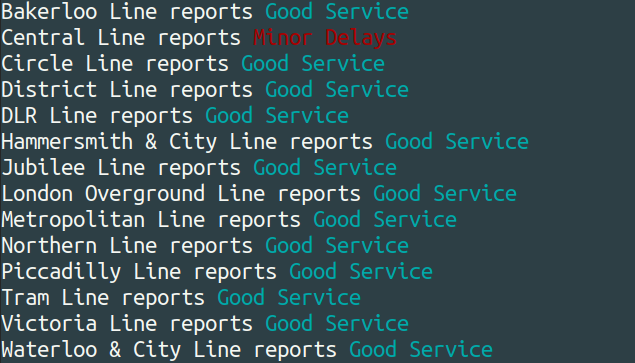 Bakerloo Line reports Good Service
Central Line reports Minor Delays
Circle Line reports Good Service
District Line reports Good Service
DLR Line reports Good Service
Hammersmith & City Line reports Good Service
Jubilee Line reports Good Service
London Overground Line reports Good Service
Metropolitan Line reports Good Service
Northern Line reports Good Service
Piccadilly Line reports Good Service
Tram Line reports Good Service
Victoria Line reports Good Service
Waterloo & City Line reports Good Service